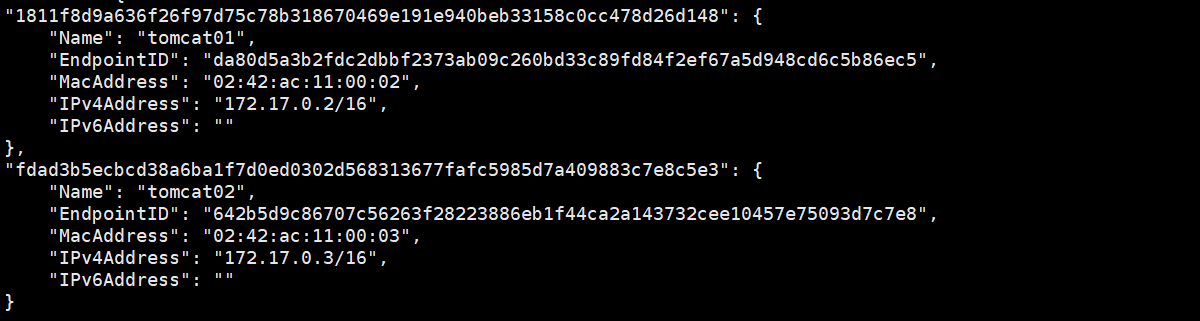 {
"1811f8d9a636f26f97d75c78b318670469e191e940beb33158c0cc478d26d148": {
    "Name": "tomcat01",
    "EndpointID": "da80d5a3b2fdc2dbbf2373ab09c260bd33c89fd84f2ef67a5d948cd6c5b86ec5",
    "MacAddress": "02:42:ac:11:00:02",
    "IPv4Address": "172.17.0.2/16",
    "IPv6Address": ""
},
"fdad3b5ecbcd38a6ba1f7d0ed0302d568313677fafc5985d7a409883c7e8c5e3": {
    "Name": "tomcat02",
    "EndpointID": "642b5d9c86707c56263f28223886eb1f44ca2a143732cee10457e75093d7c7e8",
    "MacAddress": "02:42:ac:11:00:03",
    "IPv4Address": "172.17.0.3/16",
    "IPv6Address": ""
}